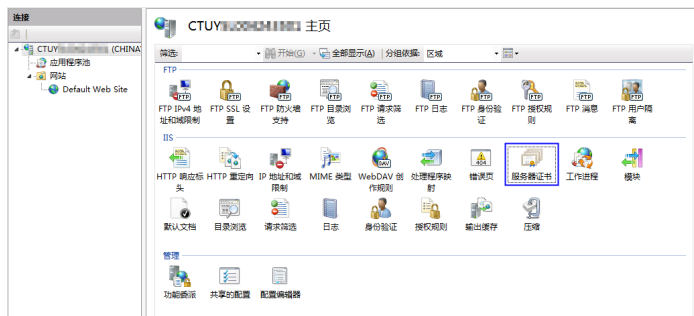 连接
CTUY
主页
筛选:
开始(G)
全部显示(A)
分组依据:
区域
CTUY
(CHINA
应用程序池
网站
Default Web Site
FTP
FTP IPv4 地
址和域限制
FTP SSL 设
置
FTP 防火墙
支持
FTP 目录浏
览
FTP 请求筛
选
FTP 日志
FTP 身份验
证
FTP 授权规
则
FTP 消息
FTP 用户隔
离
IIS
HTTP 响应标
头
HTTP 重定向
IP 地址和域
限制
MIME 类型
WebDAV 创
作规则
处理程序映
射
错误页
服务器证书
工作进程
模块
默认文档
目录浏览
请求筛选
日志
身份验证
授权规则
输出缓存
压缩
管理
功能委派
共享的配置
配置编辑器